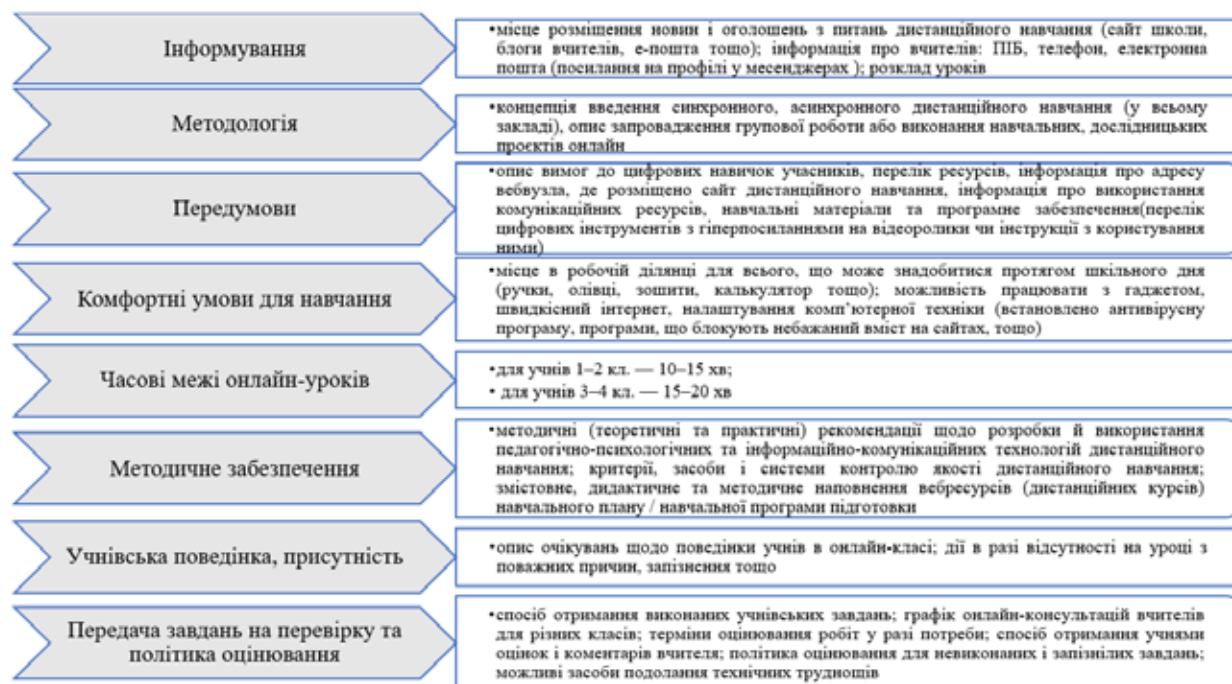 Інформування
•місце розміщення новин і оголошень з питань дистанційного навчання (сайт школи,
блоги вчителів, е-пошта тощо); інформація про вчителів: ПІБ, телефон, електронна
пошта (посилання на профілі у месенджерах ); розклад уроків
Методологія
•концепція введення синхронного, асинхронного дистанційного навчання (у всьому
закладі), опис запровадження групової роботи або виконання навчальних, дослідницьких
проєктів онлайн
Передумови
•опис вимог до цифрових навичок учасників, перелік ресурсів, інформація про адресу
вебвузла, де розміщено сайт дистанційного навчання, інформація про використання
комунікаційних ресурсів, навчальні матеріали та програмне забезпечення(перелік
цифрових інструментів з гіперпосиланнями на відеоролики чи інструкції з користування
ними)
Комфортні умови для навчання
•місце в робочій ділянці для всього, що може знадобитися протягом шкільного дня
(ручки, олівці, зошити, калькулятор тощо); можливість працювати з гаджетом,
швидкісний інтернет, налаштування комп’ютерної техніки (встановлено антивірусну
програму, програми, що блокують небажаний вміст на сайтах, тощо)
Часові межі онлайн-уроків
•для учнів 1–2 кл. — 10–15 хв;
• для учнів 3–4 кл. — 15–20 хв
Методичне забезпечення
•методичні (теоретичні та практичні) рекомендації щодо розробки й використання
педагогічно-психологічних та інформаційно-комунікаційних технологій дистанційного
навчання; критерії, засоби і системи контролю якості дистанційного навчання;
змістовне, дидактичне та методичне наповнення вебресурсів (дистанційних курсів)
навчального плану / навчальної програми підготовки
Учнівська поведінка, присутність
•опис очікувань щодо поведінки учнів в онлайн-класі; дії в разі відсутності на уроці з
поважних причин, запізнення тощо
Передача завдань на перевірку та
політика оцінювання
•спосіб отримання виконаних учнівських завдань; графік онлайн-консультацій вчителів
для різних класів; терміни оцінювання робіт у разі потреби; спосіб отримання учнями
оцінок і коментарів вчителя; політика оцінювання для невиконаних і запізнілих завдань;
можливі засоби подолання технічних труднощів